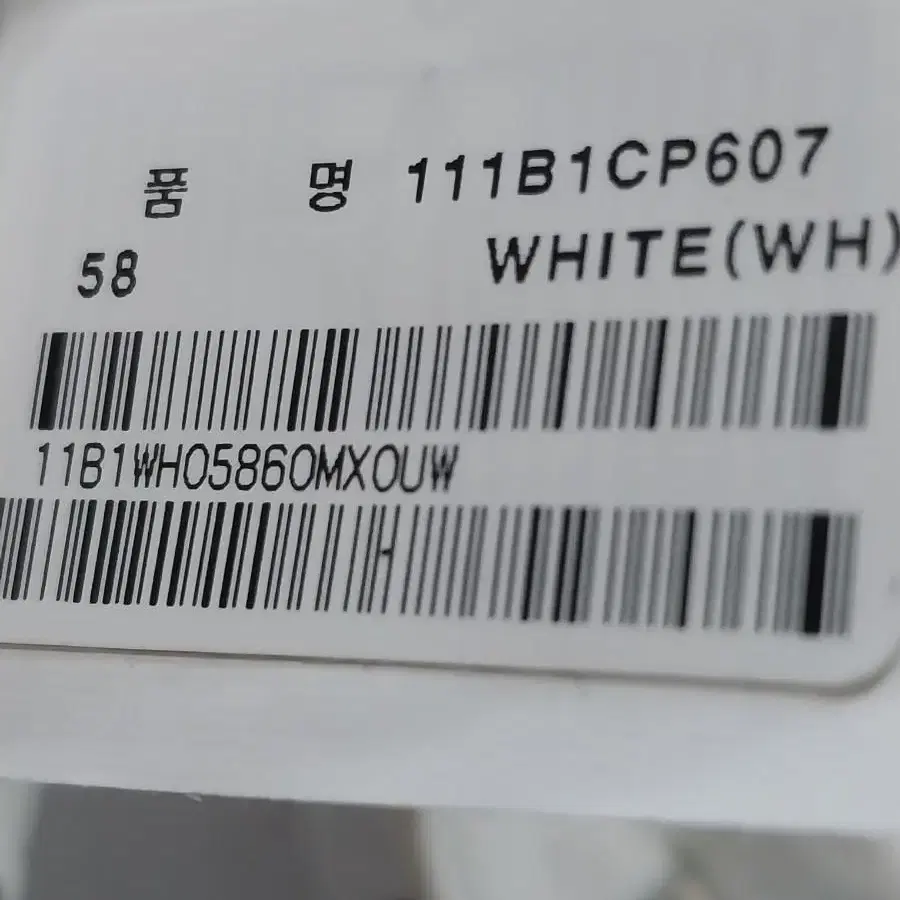 품 명 111B1CP607
58 WHITE(WH)
11B1WH05860MX0UW